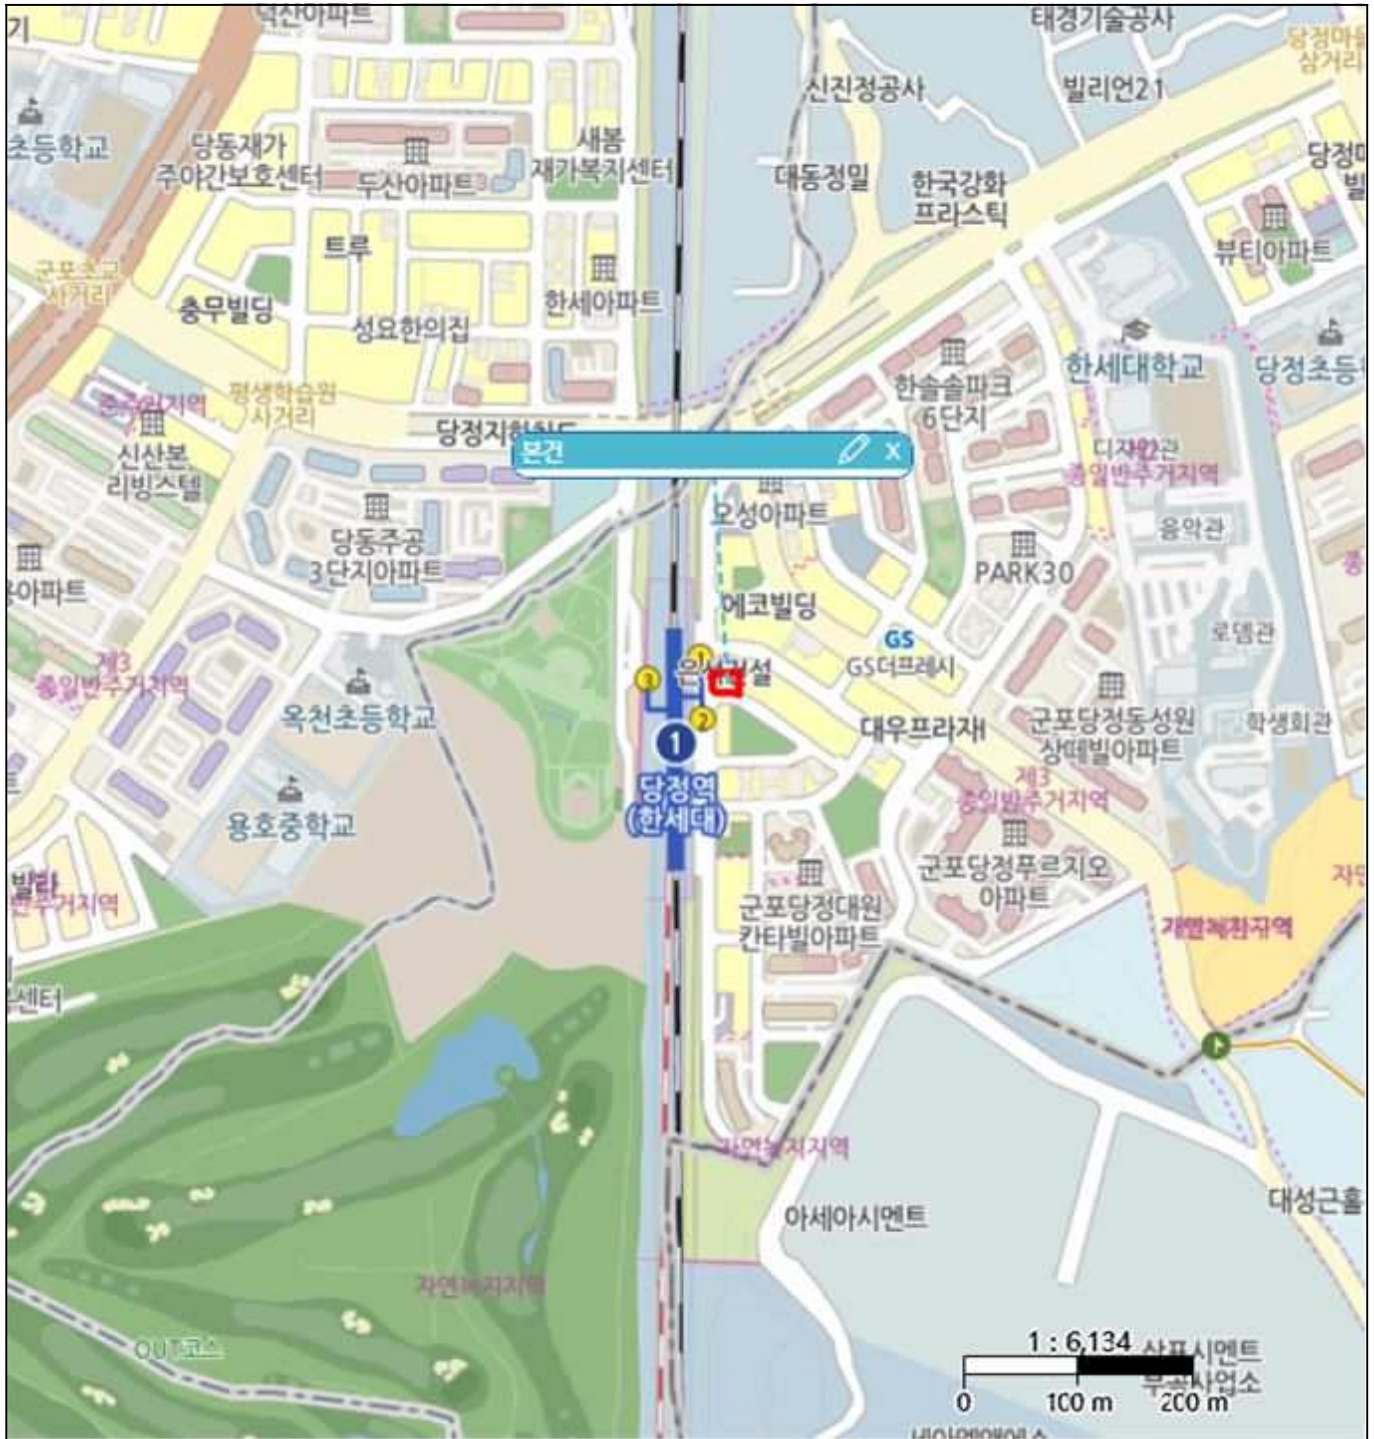 덕산아파트
태경기술공사
기
당정마을
삼거리
신진정공사
빌리언21
초등학교
당동재가
주야간보호센터
두산아파트
새봄
재가복지센터
대동정밀
한국강화
프라스틱
트루
뷰티아파트
군포초교
사거리
충무빌딩
성요한의집
한세아파트
한세대학교
당정초등
한솔솔파크
6단지
평생학습원
사거리
신산본
리빙스텔
본건
x
종일반주거지역
오성아파트
음악관
당동주공
3단지아파트
PARK30
아파트
에코빌딩
GS
GS더프레시
로뎀관
제3
종일반주거지역
1
3
2
옥천초등학교
대우프라자
군포당정동성원
상떼빌아파트
학생회관
1
당정역
(한세대)
제3
종일반주거지역
용호중학교
군포당정푸르지오
아파트
군포당정대원
칸타빌아파트
센터
자연녹지지역
아세아시멘트
대성근홀
자연녹지지역
OUT코스
1 : 6,134
0
100 m
200 m